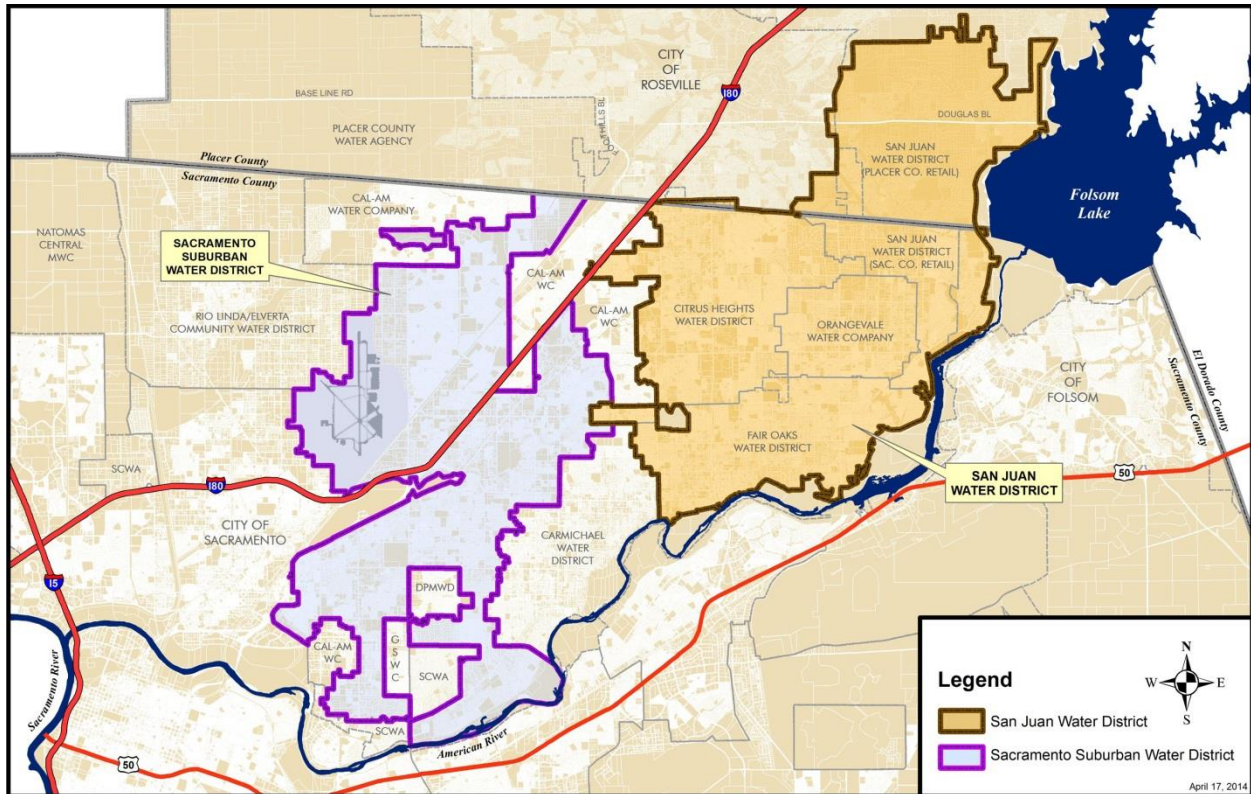 CITY
OF
ROSEVILLE
180
BASE LINE RD
PLACER COUNTY
WATER AGENCY
DOUGLAS BL
SAN JUAN
WATER DISTRICT
(PLACER CO. RETAIL)
Placer County
Sacramento County
Folsom
Lake
CAL-AM
WATER COMPANY
NATOMAS
CENTRAL
MWC
SACRAMENTO
SUBURBAN
WATER DISTRICT
CAL-AM
WC
SAN JUAN
WATER DISTRICT
(SAC. CO. RETAIL)
RIO LINDA/ELVERTA
COMMUNITY WATER DISTRICT
CAL-AM
WC
CITRUS HEIGHTS
WATER DISTRICT
ORANGEVALE
WATER COMPANY
El Dorado County
Sacramento County
CITY
OF
FOLSOM
FAIR OAKS
WATER DISTRICT
SCWA
SAN JUAN
WATER DISTRICT
50
180
CITY OF
SACRAMENTO
CARMICHAEL
WATER
DISTRICT
15
DPMWD
CAL-AM
WC
GSWC
SCWA
Sacramento River
SCWA
American River
50
Legend
N
W
E
S
San Juan Water District
Sacramento Suburban Water District
April 17, 2014